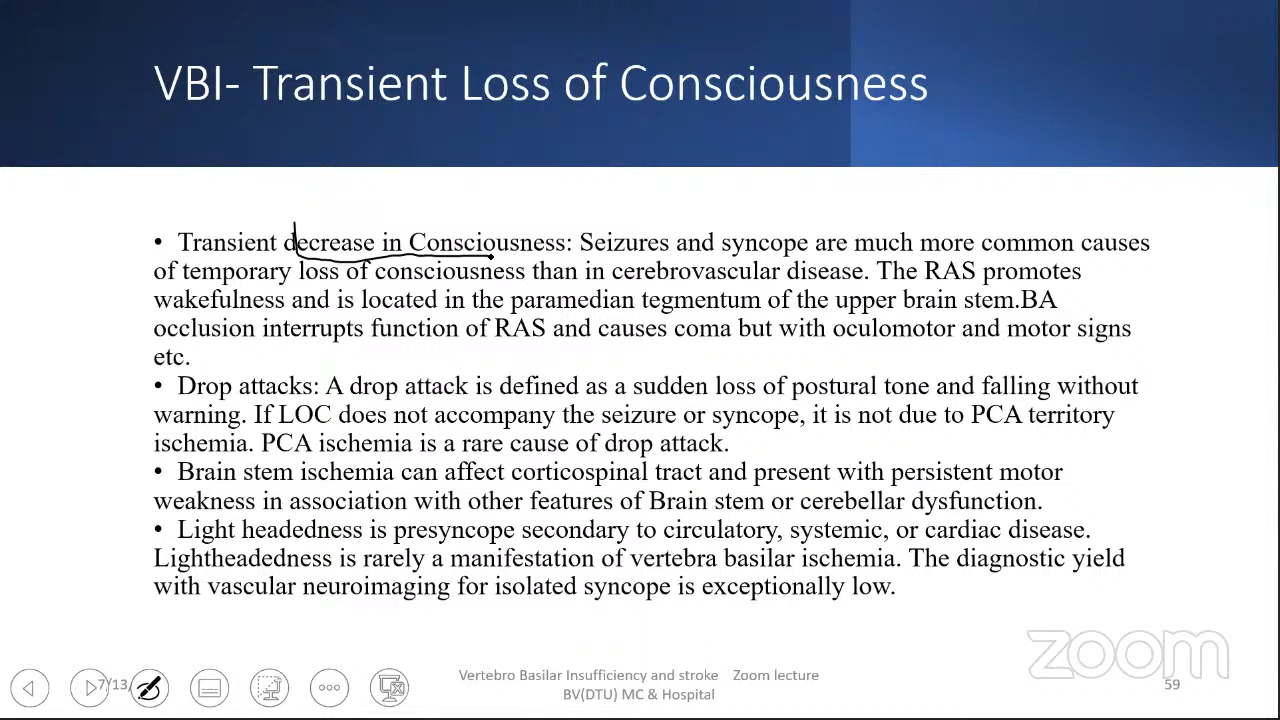 VBI- Transient Loss of Consciousness
• Transient decrease in Consciousness: Seizures and syncope are much more common causes
of temporary loss of consciousness than in cerebrovascular disease. The RAS promotes
wakefulness and is located in the paramedian tegmentum of the upper brain stem.BA
occlusion interrupts function of RAS and causes coma but with oculomotor and motor signs
etc.
• Drop attacks: A drop attack is defined as a sudden loss of postural tone and falling without
warning. If LOC does not accompany the seizure or syncope, it is not due to PCA territory
ischemia. PCA ischemia is a rare cause of drop attack.
• Brain stem ischemia can affect corticospinal tract and present with persistent motor
weakness in association with other features of Brain stem or cerebellar dysfunction.
• Light headedness is presyncope secondary to circulatory, systemic, or cardiac disease.
Lightheadedness is rarely a manifestation of vertebra basilar ischemia. The diagnostic yield
with vascular neuroimaging for isolated syncope is exceptionally low.
zoom
7/13/
Vertebro Basilar Insufficiency and stroke Zoom lecture
BV(DTU) MC & Hospital
59